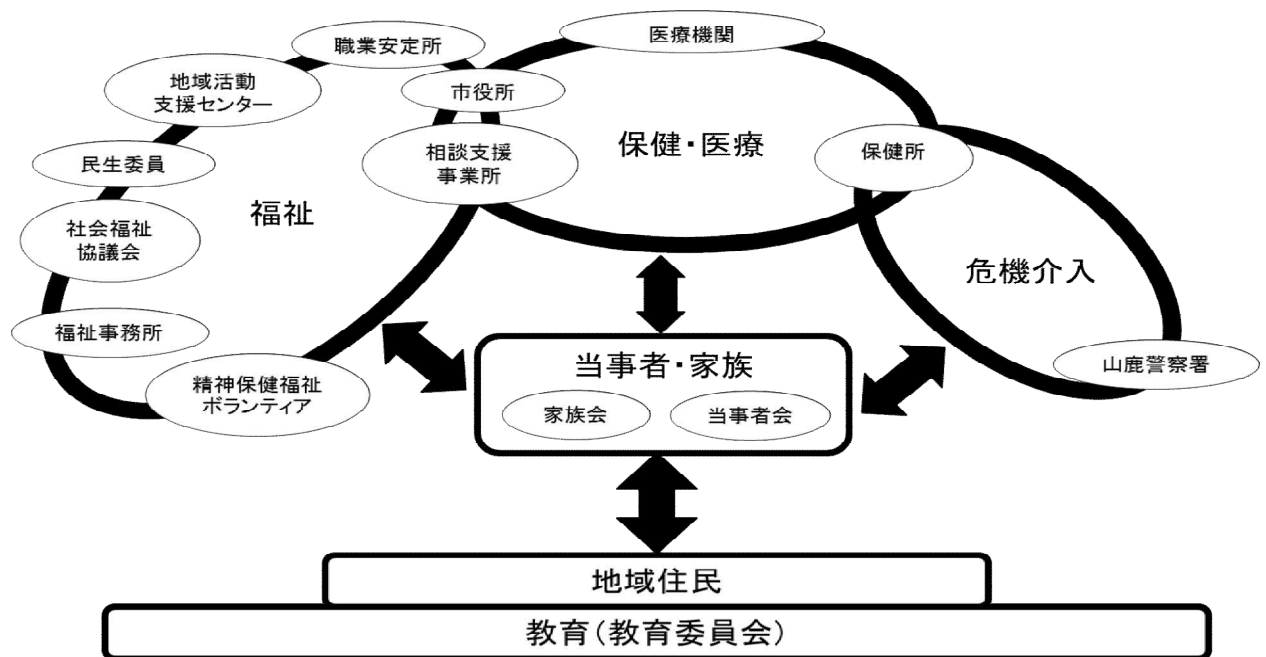 医療機関
職業安定所
地域活動
支援センター
市役所
保健・医療
相談支援
事業所
保健所
民生委員
福祉
社会福祉
協議会
危機介入
福祉事務所
当事者・家族
山鹿警察署
精神保健福祉
ボランティア
家族会
当事者会
地域住民
教育(教育委員会)